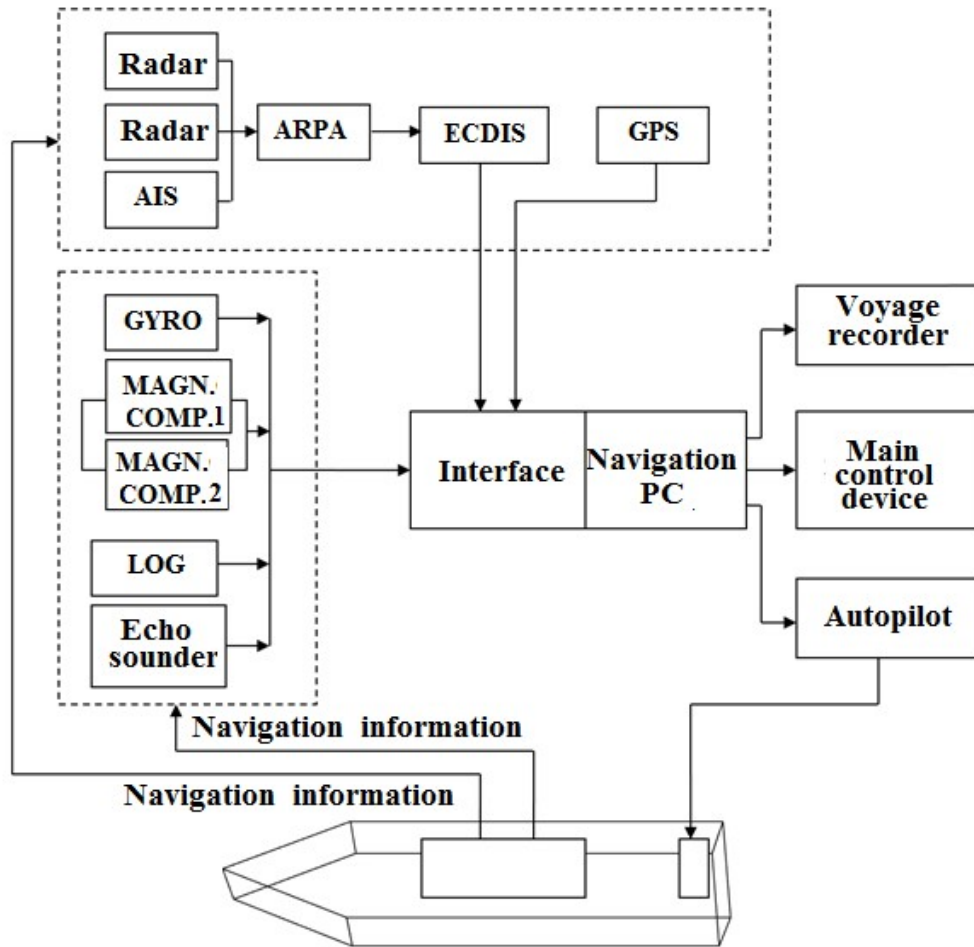 Radar
Radar
AIS
ARPA
ECDIS
GPS
GYRO
MAGN.
COMP.1
MAGN.
COMP.2
LOG
Echo
sounder
Interface
Navigation
PC
Voyage
recorder
Main
control
device
Autopilot
Navigation information
Navigation information